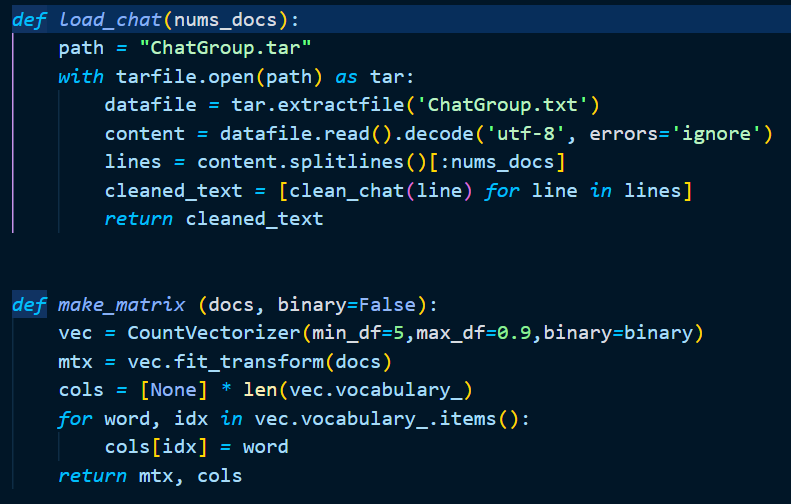 def load_chat(nums_docs):
    path = "ChatGroup.tar"
    with tarfile.open(path) as tar:
        datafile = tar.extractfile('ChatGroup.txt')
        content = datafile.read().decode('utf-8', errors='ignore')
        lines = content.splitlines()[:nums_docs]
        cleaned_text = [clean_chat(line) for line in lines]
        return cleaned_text
def make_matrix (docs, binary=False):
    vec = CountVectorizer(min_df=5,max_df=0.9,binary=binary)
    mtx = vec.fit_transform(docs)
    cols = [None] * len(vec.vocabulary_)
    for word, idx in vec.vocabulary_.items():
        cols[idx] = word
    return mtx, cols